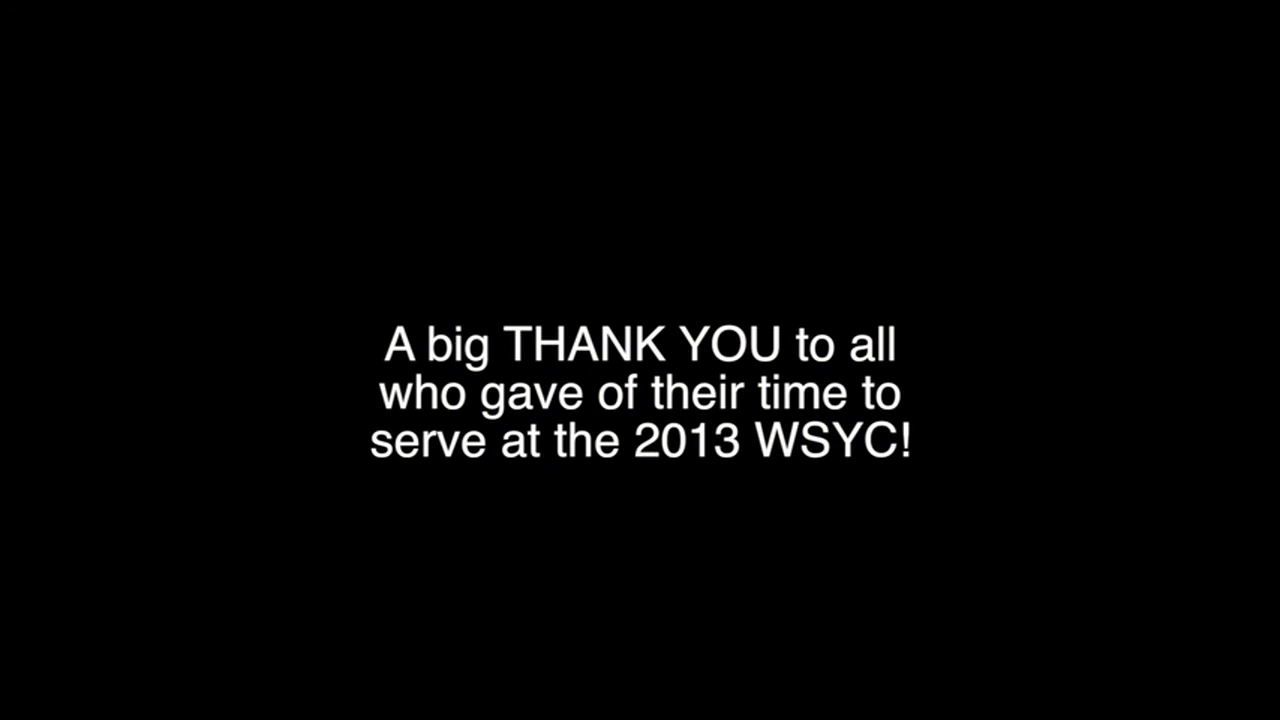 A big THANK YOU to all
who gave of their time to
serve at the 2013 WSYC!